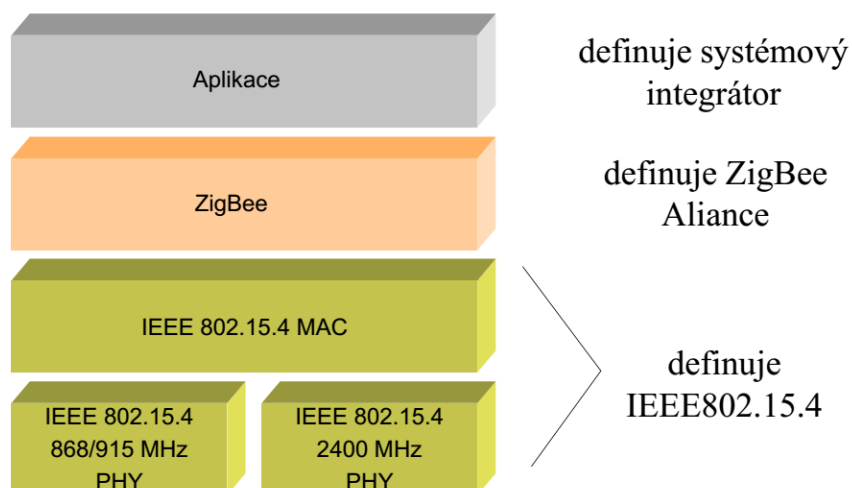 Aplikace
definuje systémový
integrátor
ZigBee
definuje ZigBee
Aliance
IEEE 802.15.4 MAC
definuje
IEEE802.15.4
IEEE 802.15.4
868/915 MHz
PHY
IEEE 802.15.4
2400 MHz
PHY